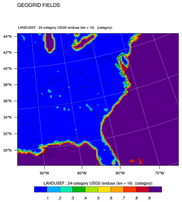 GEOGRID FIELDS
LANDUSEF : 24-category USGS landuse (lev = 16) (category)
44°N
42°N
40°N
38°N
36°N
34°N
32°N
30°N
90°W
85°W
80°W
75°W
LANDUSEF : 24-category USGS landuse (lev = 16) (category)
.1 .2 .3 .4 .5 .6 .7 .8 .9